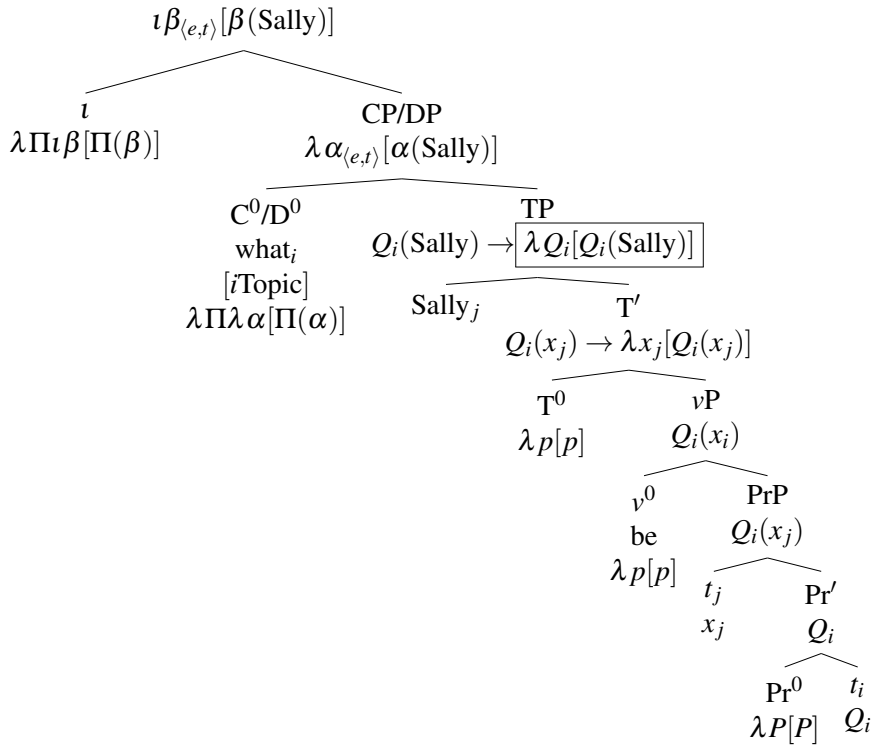 ιβ⟨e,t⟩[β(Sally)]
ι
λΠιβ[Π(β)]
CP/DP
λα⟨e,t⟩[α(Sally)]
C⁰/D⁰
whatᵢ
[iTopic]
λΠλα[Π(α)]
TP
Qᵢ(Sally) → λQᵢ[Qᵢ(Sally)]
Sallyⱼ
T′
Qᵢ(xⱼ) → λxⱼ[Qᵢ(xⱼ)]
T⁰
λp[p]
vP
Qᵢ(xᵢ)
v⁰
be
λp[p]
PrP
Qᵢ(xⱼ)
tⱼ
xⱼ
Pr′
Qᵢ
Pr⁰
λP[P]
tᵢ
Qᵢ